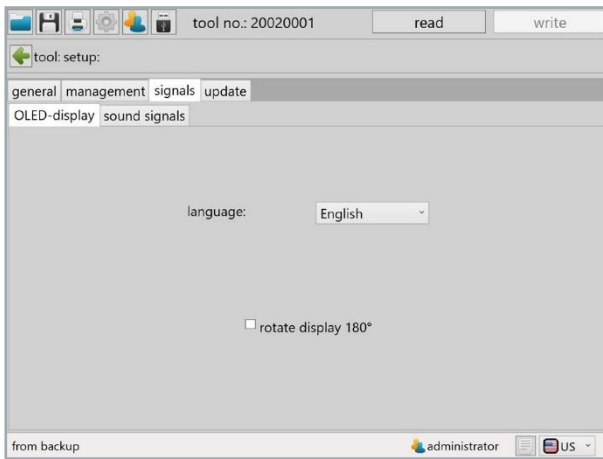 tool no.: 20020001 read write
tool: setup:
general management signals update
OLED-display sound signals
language: English
rotate display 180°
from backup administrator US